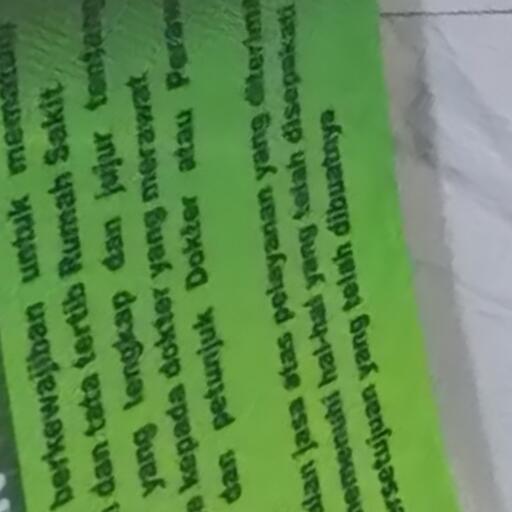 berkewajiban untuk mematuhi
dan tata tertib Rumah Sakit
yang lengkap dan jujur tentang
kepada dokter yang merawat
dan petunjuk Dokter atau
jasa atas pelayanan yang diterima
hal-hal yang telah disepakati
yang telah dibuatnya